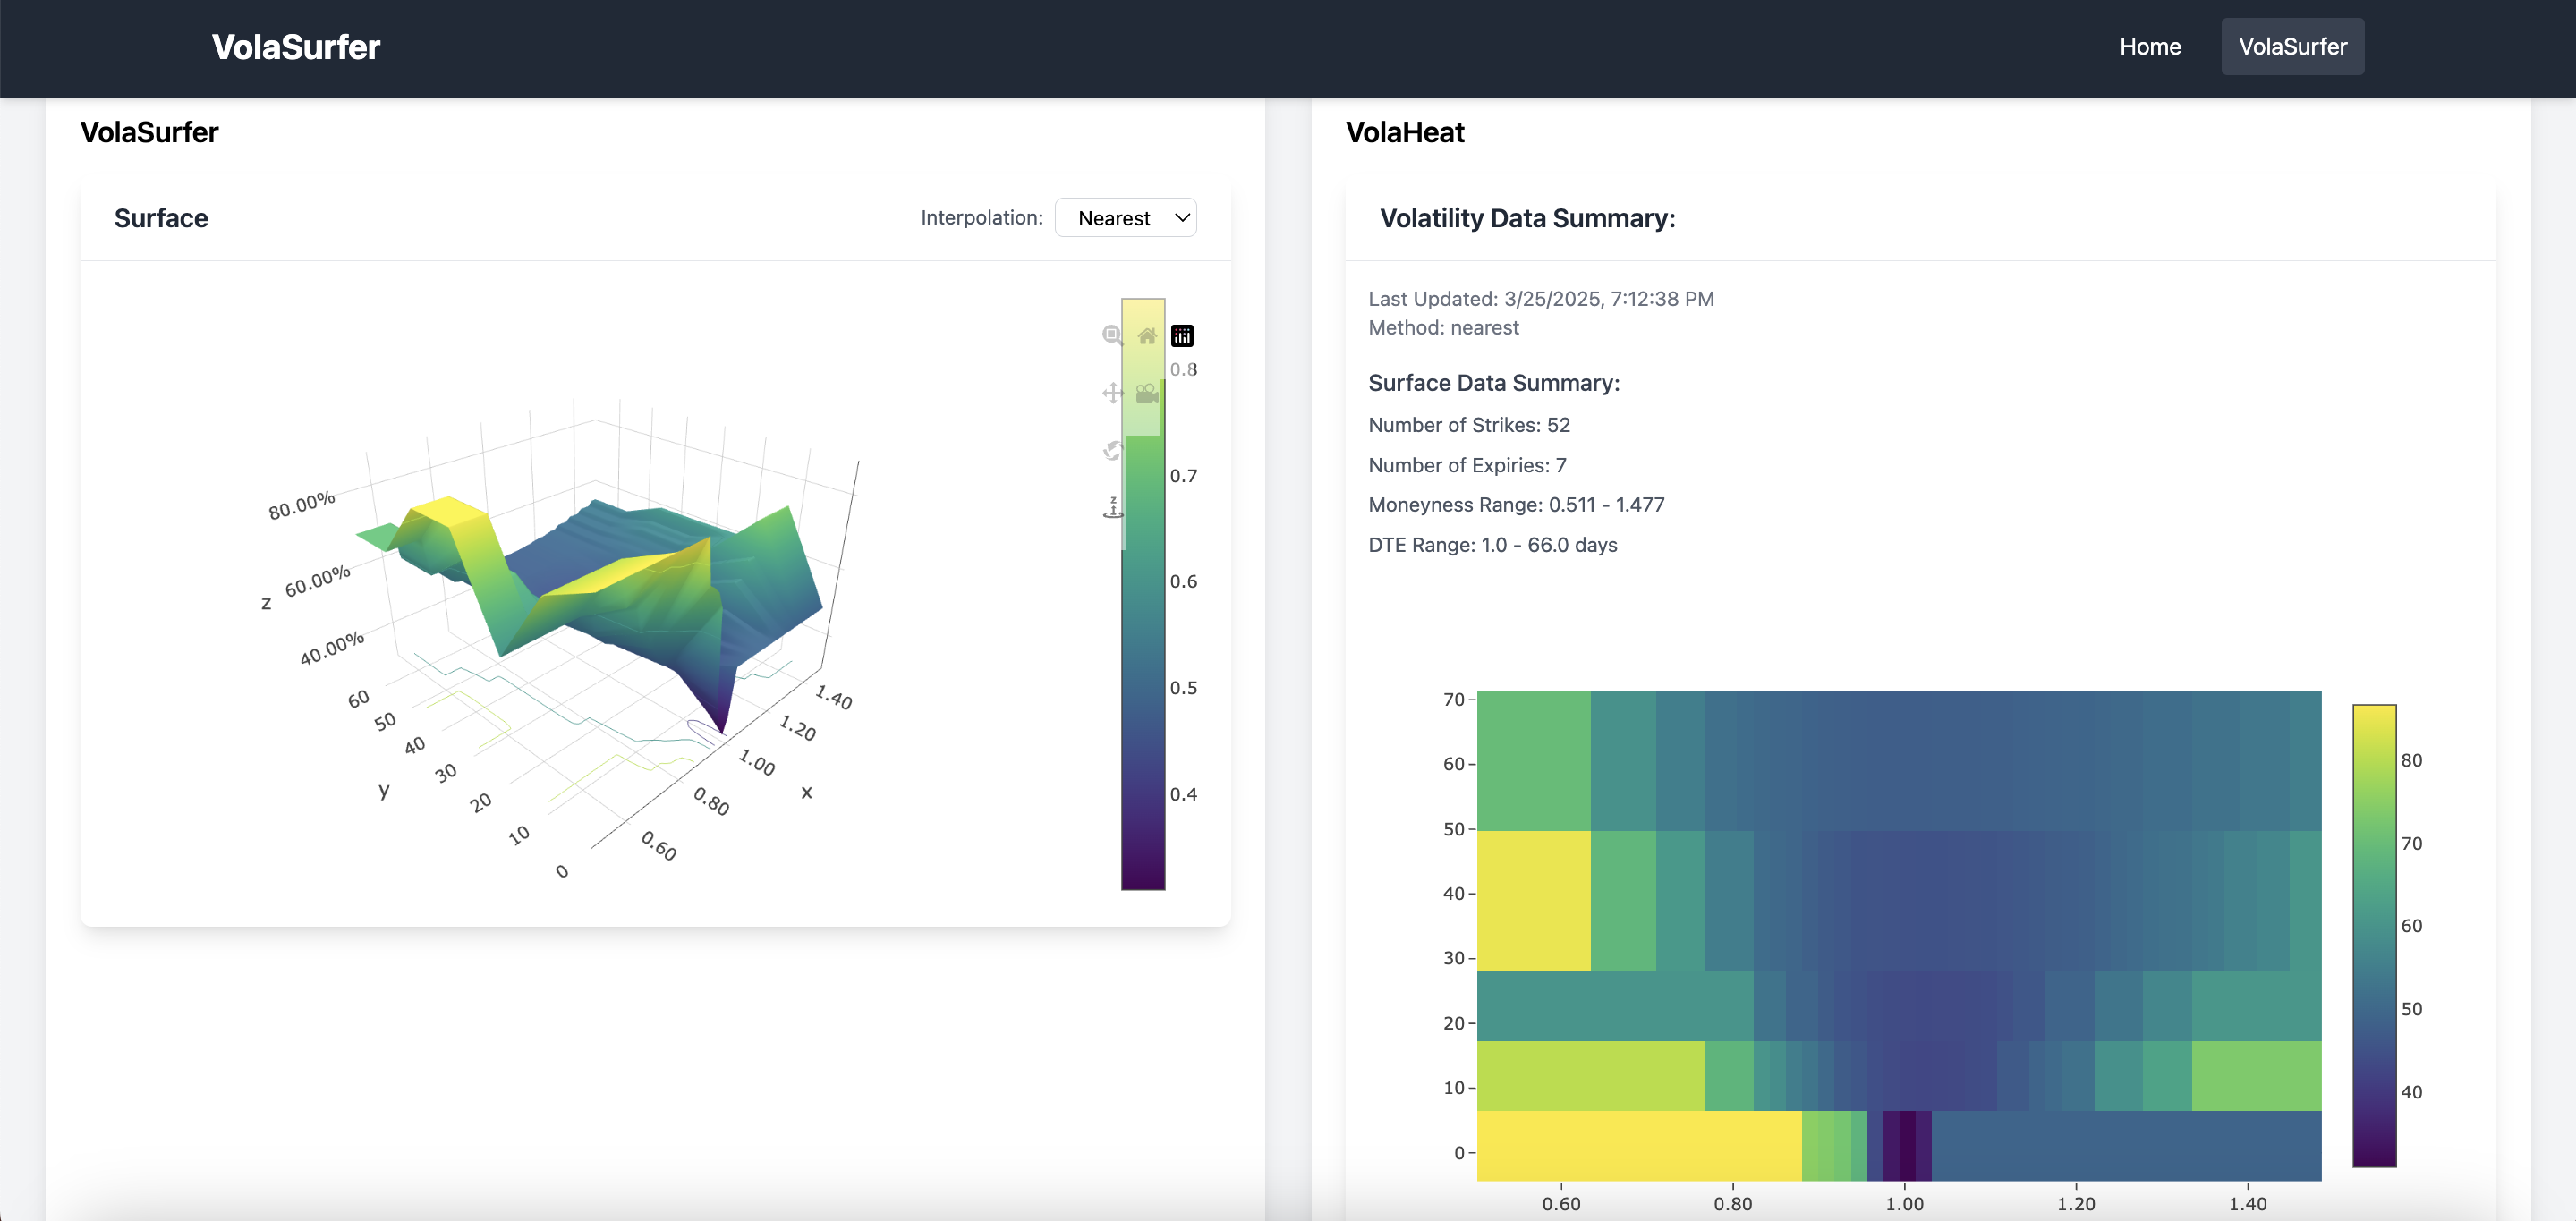 VolaSurfer
Home
VolaSurfer
VolaSurfer
Surface
Interpolation:
Nearest
0.8
0.7
0.6
0.5
0.4
80.00%
60.00%
40.00%
z
z
60
50
40
30
20
10
0
y
1.40
1.20
1.00
0.80
0.60
x
VolaHeat
Volatility Data Summary:
Last Updated: 3/25/2025, 7:12:38 PM
Method: nearest
Surface Data Summary:
Number of Strikes: 52
Number of Expiries: 7
Moneyness Range: 0.511 - 1.477
DTE Range: 1.0 - 66.0 days
70
60
50
40
30
20
10
0
0.60
0.80
1.00
1.20
1.40
80
70
60
50
40